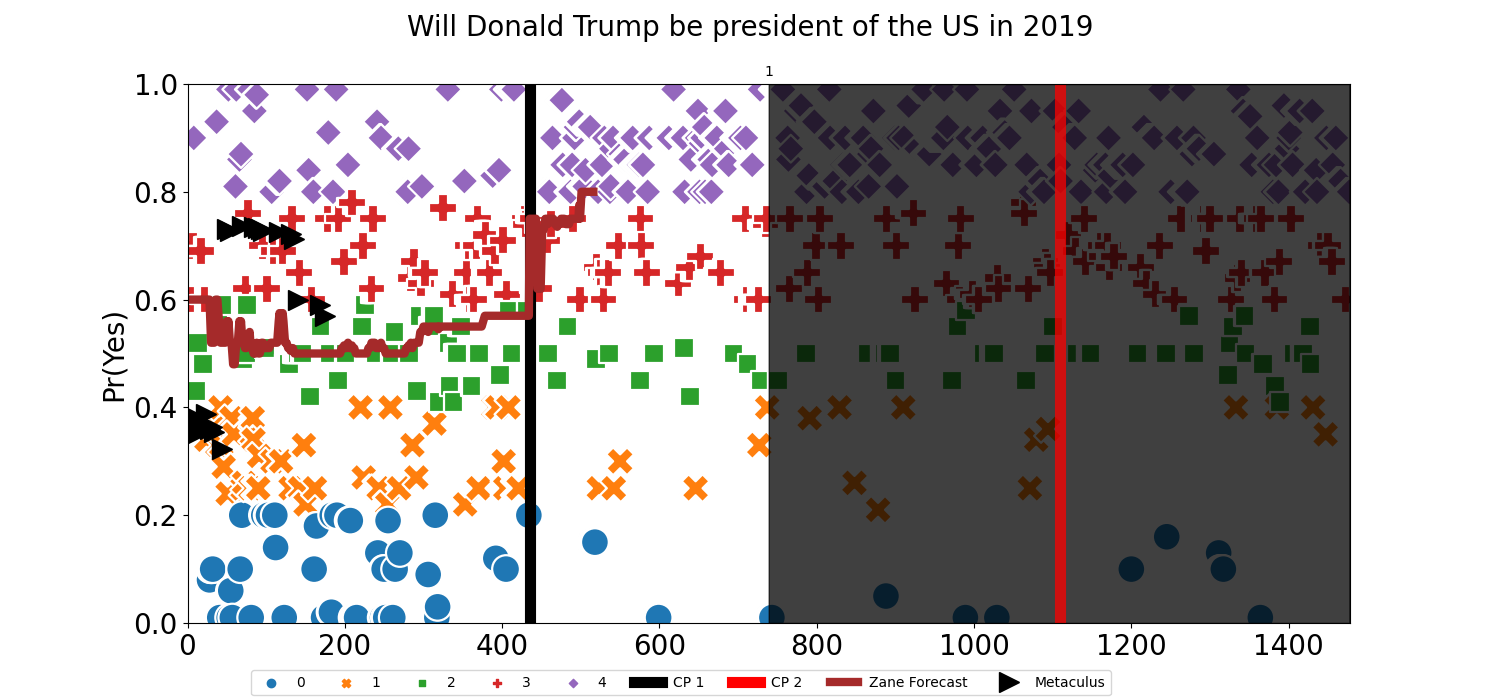 Will Donald Trump be president of the US in 2019
1
1.0
0.8
0.6
0.4
0.2
0.0
Pr(Yes)
0 200 400 600 800 1000 1200 1400
0 1 2 3 4 CP 1 CP 2 Zane Forecast Metaculus